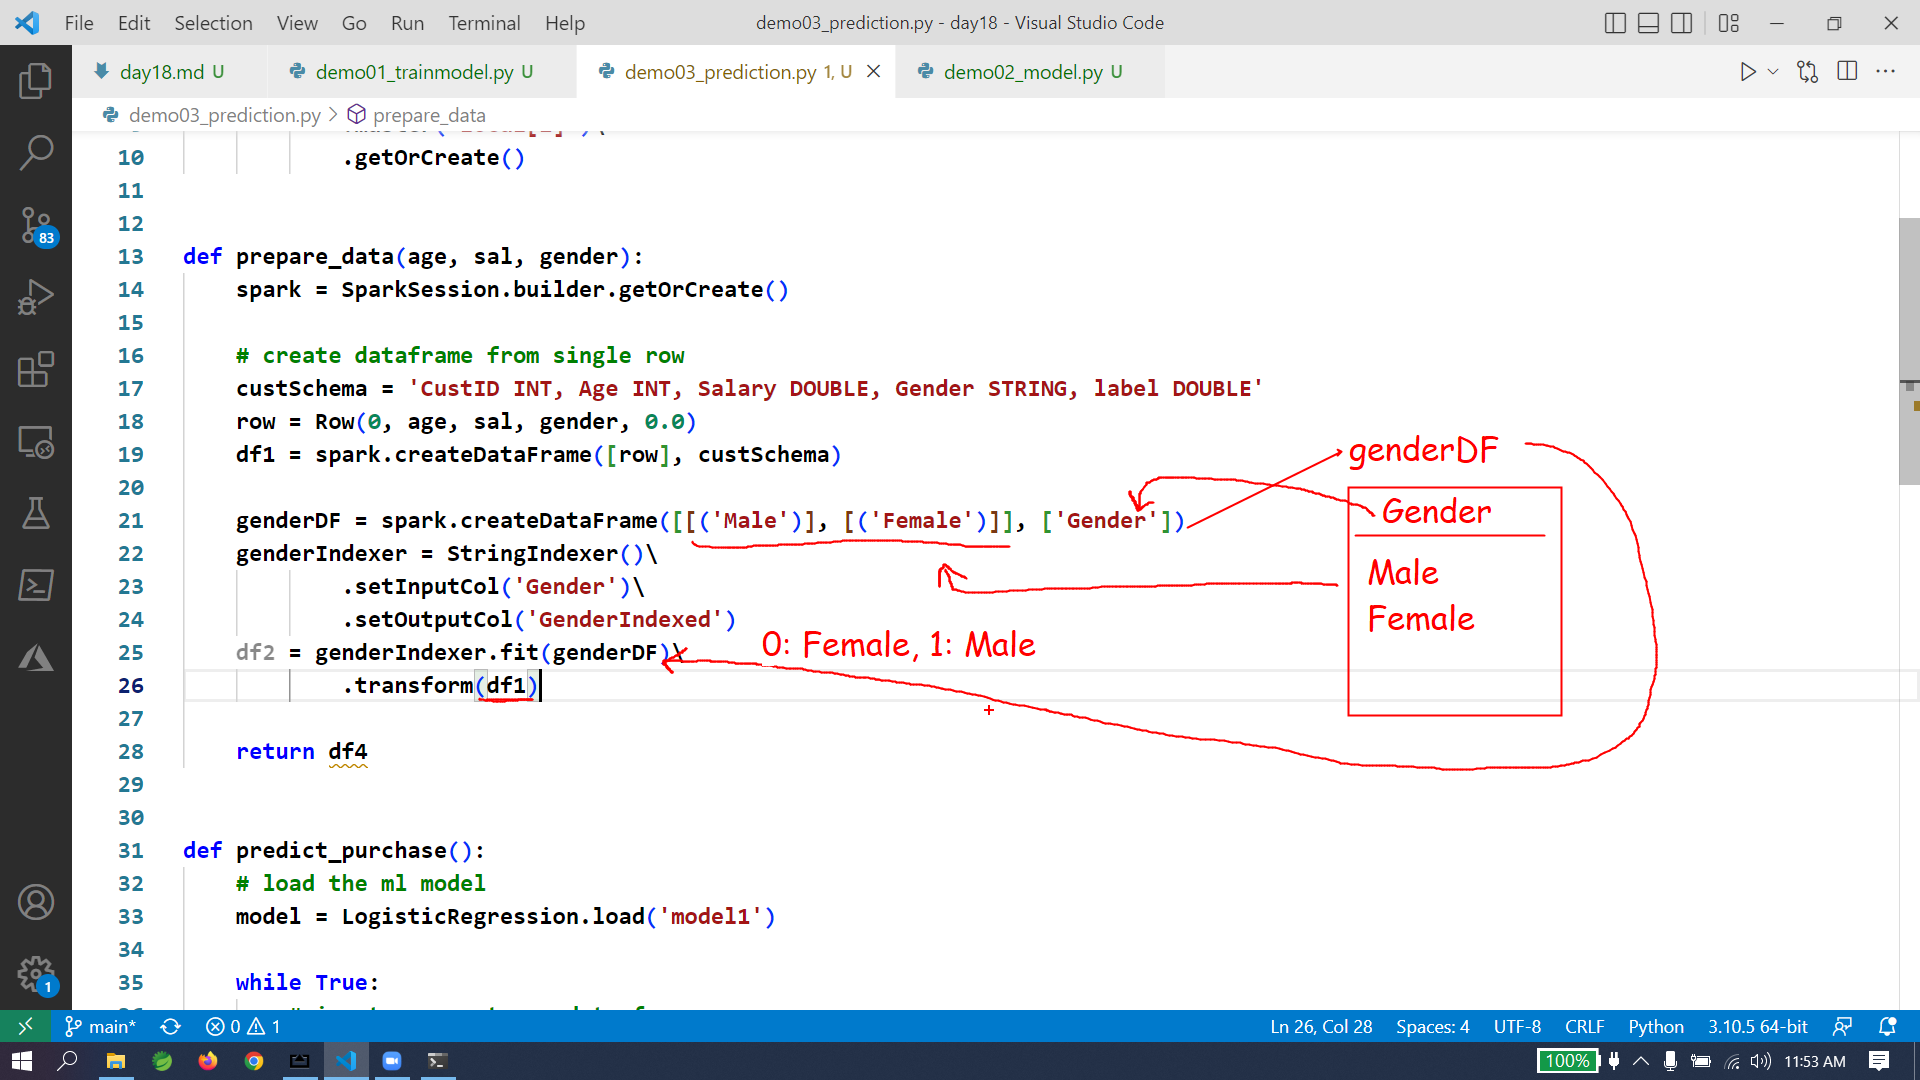 File Edit Selection View Go Run Terminal Help demo03_prediction.py - day18 - Visual Studio Code
day18.md U demo01_trainmodel.py U demo03_prediction.py 1, U demo02_model.py U
demo03_prediction.py > prepare_data
10 .getOrCreate()
11
12
13 def prepare_data(age, sal, gender):
14 spark = SparkSession.builder.getOrCreate()
15
16 # create dataframe from single row
17 custSchema = 'CustID INT, Age INT, Salary DOUBLE, Gender STRING, label DOUBLE'
18 row = Row(0, age, sal, gender, 0.0)
19 df1 = spark.createDataFrame([row], custSchema)
genderDF
20
Gender
21 genderDF = spark.createDataFrame([[('Male')], [('Female')]], ['Gender'])
22 genderIndexer = StringIndexer()\
Male
23 .setInputCol('Gender')\
24 .setOutputCol('GenderIndexed')
Female
25 df2 = genderIndexer.fit(genderDF)\
0: Female, 1: Male
26 .transform(df1)
27
28 return df4
29
30
31 def predict_purchase():
32 # load the ml model
33 model = LogisticRegression.load('model1')
34
35 while True:
83
1
main* 0 1 Ln 26, Col 28 Spaces: 4 UTF-8 CRLF Python 3.10.5 64-bit
100% 11:53 AM